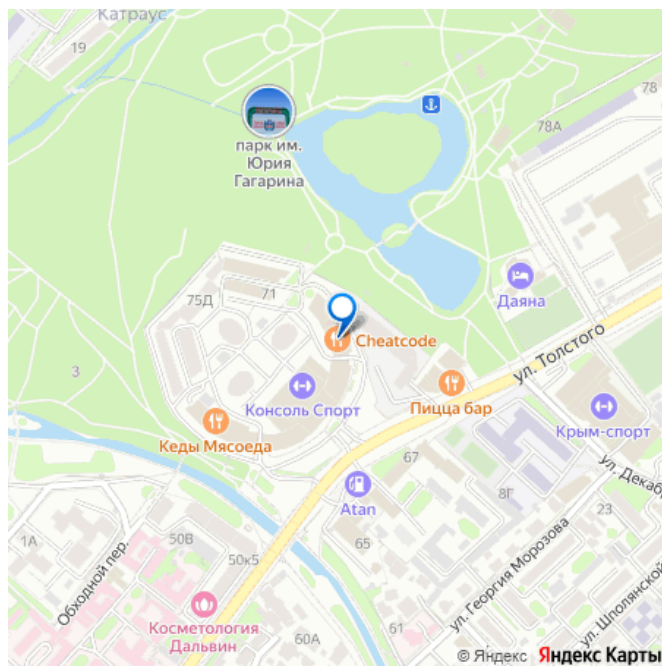 Катраус
19
78
78А
парк им.
Юрия
Гагарина
Даяна
75Д
71
Cheatcode
ул. Толстого
3
Консоль Спорт
Пицца бар
Крым-спорт
Кеды Мясоеда
67
ул. Декабр
Atan
8Г
23
1А
50В
50к5
65
Обходной пер.
ул. Георгия Морозова
ул. Шполянской
Косметология
Дальвин
60А
61
© Яндекс Яндекс Карты